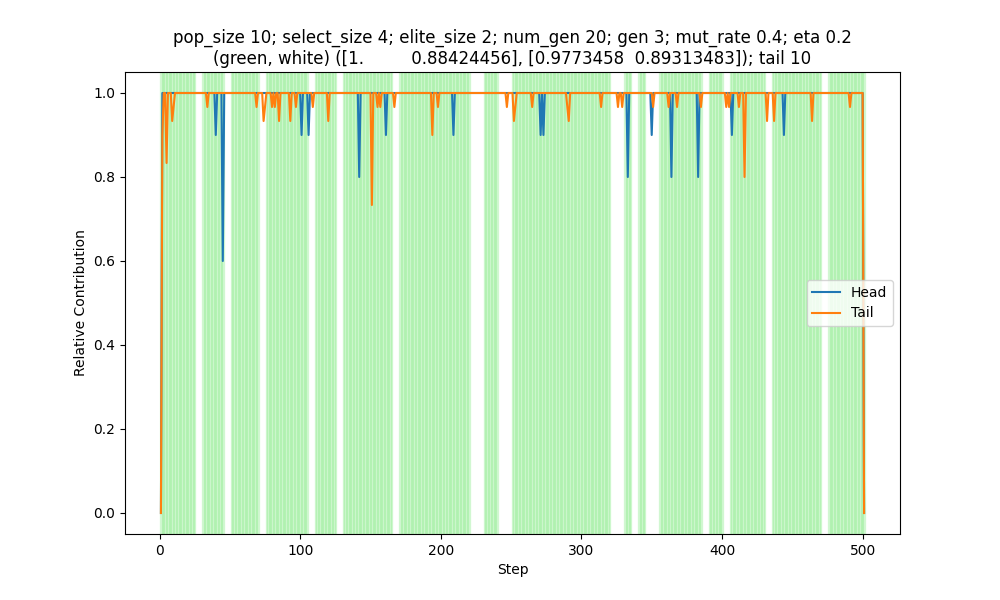 pop_size 10; select_size 4; elite_size 2; num_gen 20; gen 3; mut_rate 0.4; eta 0.2
(green, white) ([1.         0.88424456], [0.9773458  0.89313483]); tail 10
1.0
0.8
0.6
0.4
0.2
0.0
Relative Contribution
Head
Tail
0
100
200
300
400
500
Step